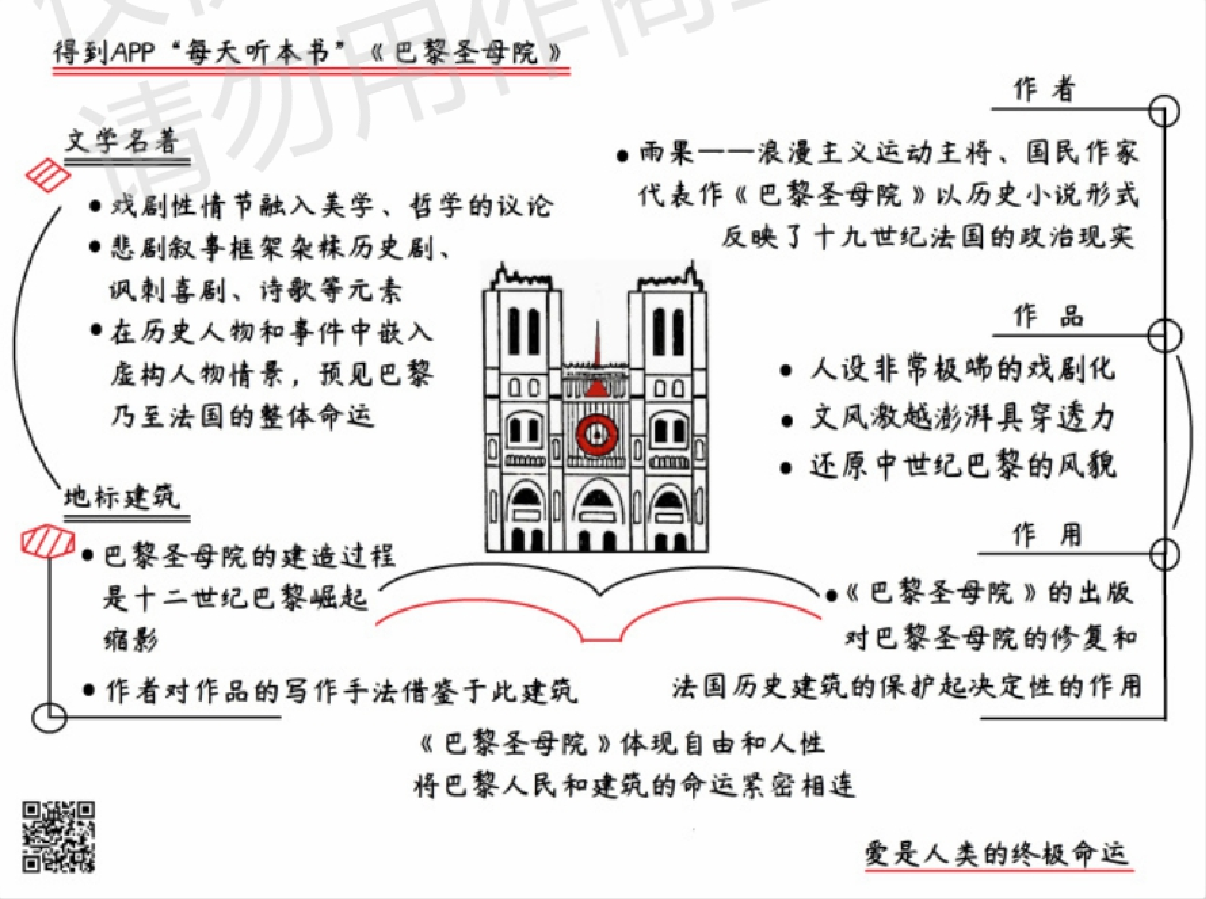 得到APP“每天听本书”《巴黎圣母院》
文学名著
• 戏剧性情节融入美学、哲学的议论
• 悲剧叙事框架杂糅历史剧、
讽刺喜剧、诗歌等元素
• 在历史人物和事件中嵌入
虚构人物情景，预见巴黎
乃至法国的整体命运
地标建筑
• 巴黎圣母院的建造过程
是十二世纪巴黎崛起
缩影
• 作者对作品的写作手法借鉴于此建筑
作者
• 雨果——浪漫主义运动主将、国民作家
代表作《巴黎圣母院》以历史小说形式
反映了十九世纪法国的政治现实
作品
• 人设非常极端的戏剧化
• 文风激越澎湃具穿透力
• 还原中世纪巴黎的风貌
作用
• 《巴黎圣母院》的出版
对巴黎圣母院的修复和
法国历史建筑的保护起决定性的作用
《巴黎圣母院》体现自由和人性
将巴黎人民和建筑的命运紧密相连
爱是人类的终极命运
请勿用作商